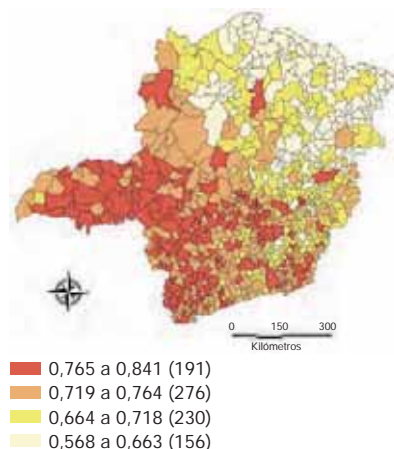 0 150 300
Kilómetros
0,765 a 0,841 (191)
0,719 a 0,764 (276)
0,664 a 0,718 (230)
0,568 a 0,663 (156)